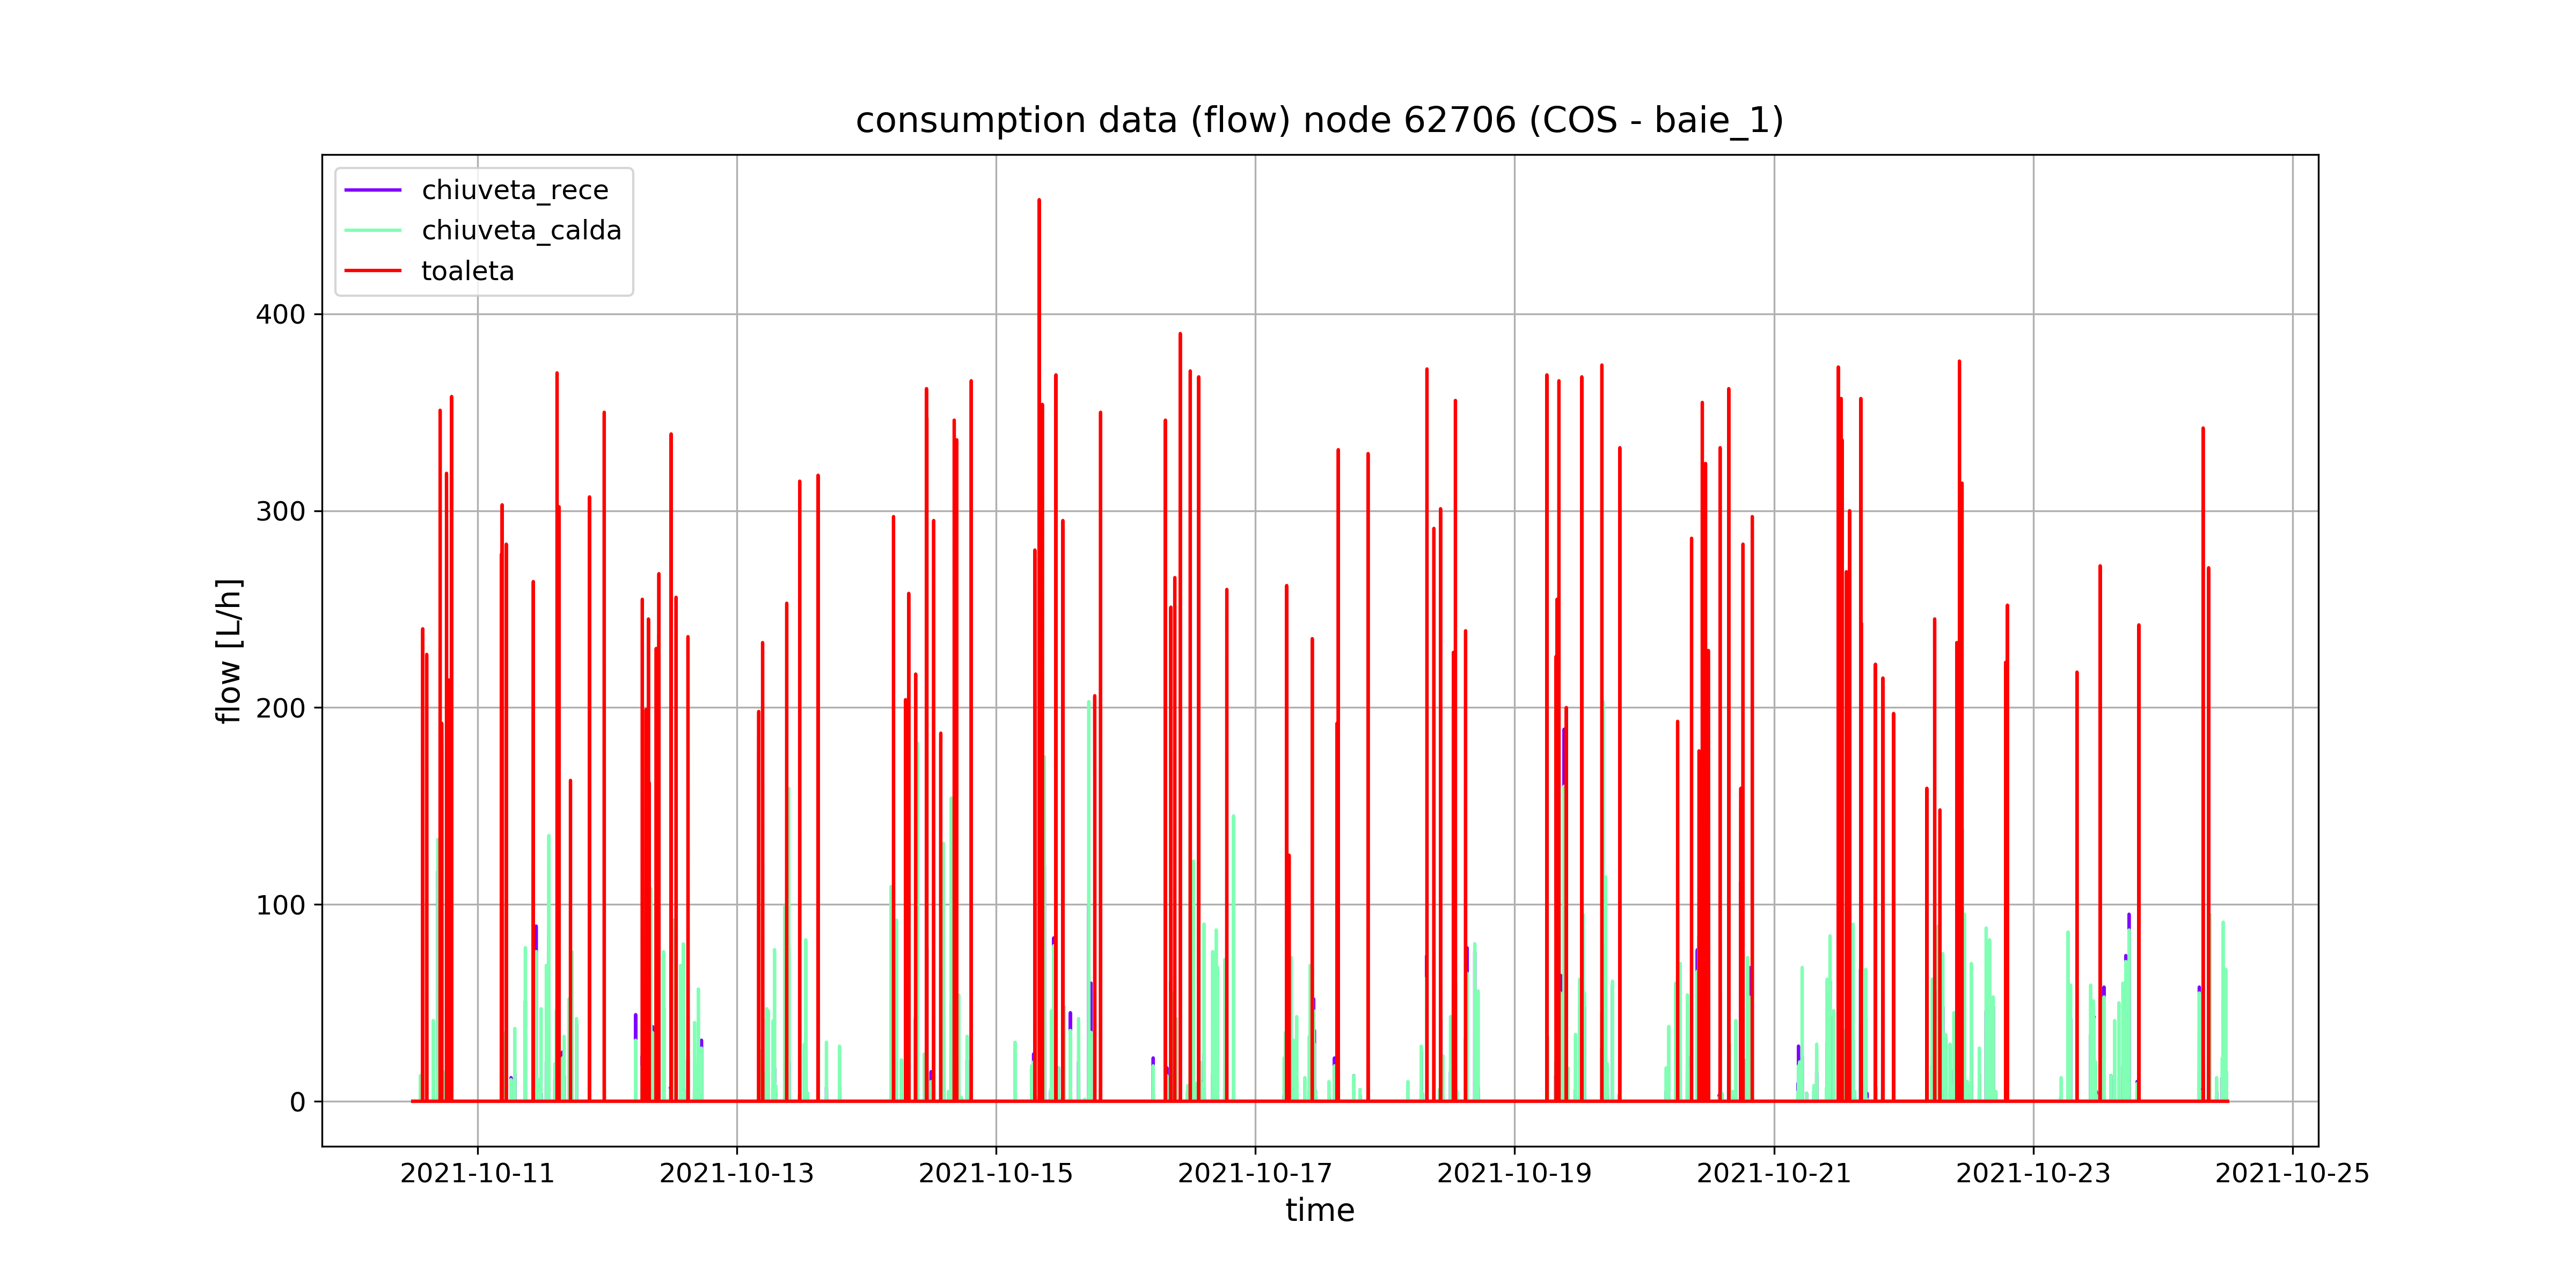 consumption data (flow) node 62706 (COS - baie_1)
chiuveta_rece
chiuveta_calda
toaleta
flow [L/h]
400
300
200
100
0
2021-10-11 2021-10-13 2021-10-15 2021-10-17 2021-10-19 2021-10-21 2021-10-23 2021-10-25
time